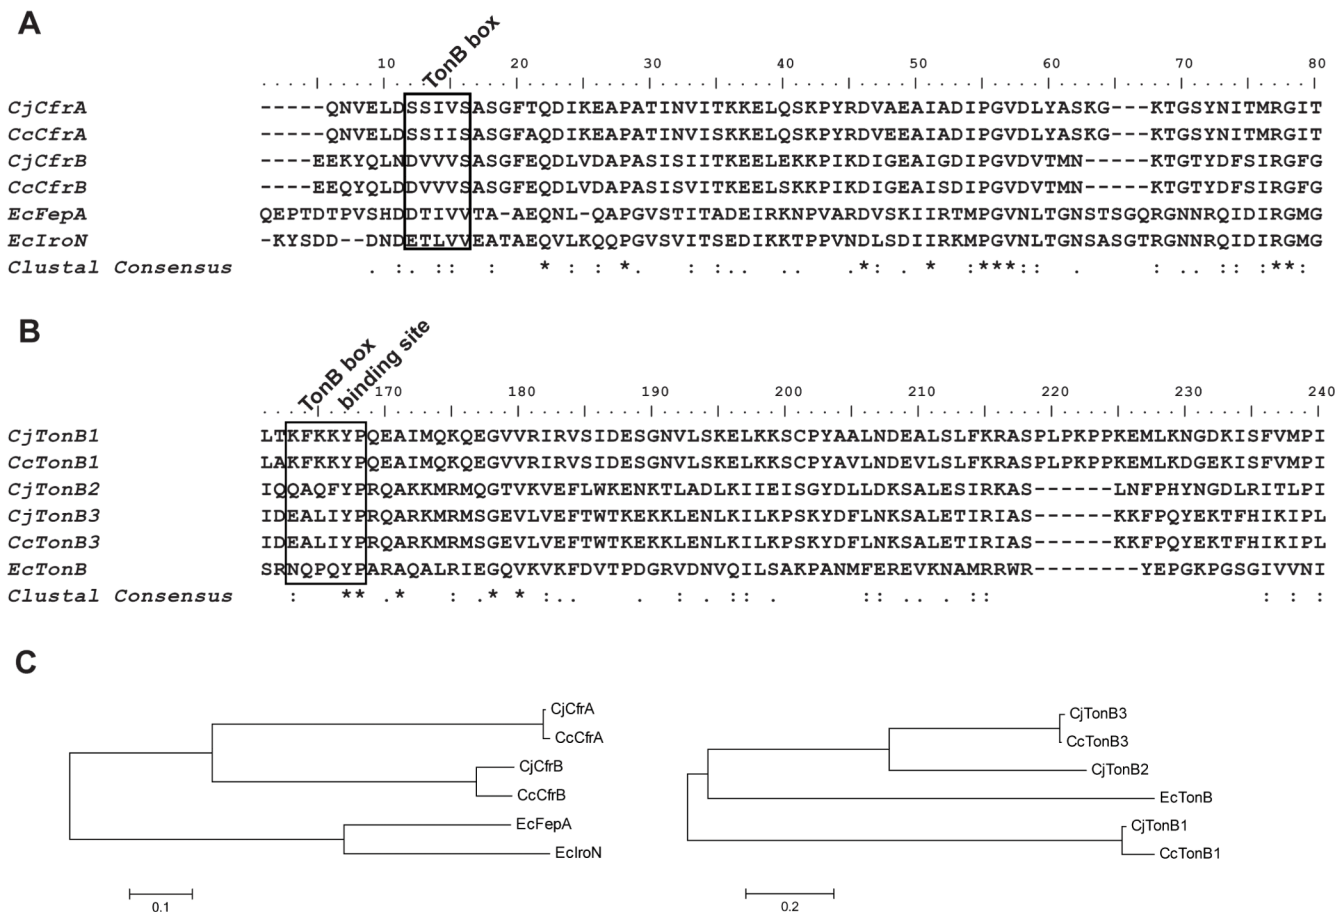 A
TonB box
10 20 30 40 50 60 70 80
CjCfrA -----QNVELDSSIVSASGFTQDIKEAPATINVITKKELQSKPYRDVAEAIADIPGVDLYASKG---KTGSYNITMRGIT
CcCfrA -----QNVELDSSIISASGFAQDIKEAPATINVISKKELQSKPYRDVAEAIADIPGVDLYASKG---KTGSYNITMRGIT
CjCfrB ----EEKYQLNDVVVSASGFEQDLVDAPASISIITKEELEKKPIKDIGEAIGDIPGVDVTMN-----KTGTYDFSIRGFG
CcCfrB ----EEQYQLDDVVVSASGFEQDLVDAPASISVITKEELSKKPIKDIGEAISDIPGVDVTMN-----KTGTYDFSIRGFG
EcFepA QEPTDTPVSHDDTIVVTA-AEQNL-QAPGVSTITADEIRKNPVARDVSKIIRTMPGVNLTGNSTSGQRGNNRQIDIRGMG
EcIroN -KYSDD--DNDETLVVEATAEQVLKQQPGVSVITSEDIKKTPPVNDLSDIIRKMPGVNLTGNSASGTRGNNRQIDIRGMG
Clustal Consensus . :. :: : * : : *. : :.. .. *: . * :***:: . : .. :: : **:
B
TonB box
binding site
170 180 190 200 210 220 230 240
CjTonB1 LTKFKKYPQEAIMQKQEGVVRIRVSIDESGNVLSKELKKSCPYAALNDEALSLFKRASPLPKPPKEMLKNGDKISFVMPI
CcTonB1 LAKFKKYPQEAIMQKQEGVVRIRVSIDESGNVLSKELKKSCPYAVLNDEVLSLFKRASPLPKPPKEMLKDGEKISFVMPI
CjTonB2 IQQAQFYPRQAKKMRMQGTVKVEFLWKENKTLADLKIIEISGYDLLDKSALESIRKAS------LNFPHYNGDLRITLPI
CjTonB3 IDEALIYPRQARKMRMSGEVLVEFTWTKEKKLENLKILKPSKYDFLNKSALETIRIAS------KKFPQYEKTFHIKIPL
CcTonB3 IDEALIYPRQARKMRMSGEVLVEFTWTKEKKLENLKILKPSKYDFLNKSALETIRIAS------KKFPQYEKTFHIKIPL
EcTonB SRNQPQYPARAQALRIEGQVKVKFDVTPDGRVDNVQILSAKPANMFEREVKNAMRRWR--------YEPGKPGSGIVVNI
Clustal Consensus : ** .* : .* *:.. . : .::. :: .. .:: : : :
C
CjCfrA
CcCfrA
CjCfrB
CcCfrB
EcFepA
EcIroN
0.1
CjTonB3
CcTonB3
CjTonB2
EcTonB
CjTonB1
CcTonB1
0.2